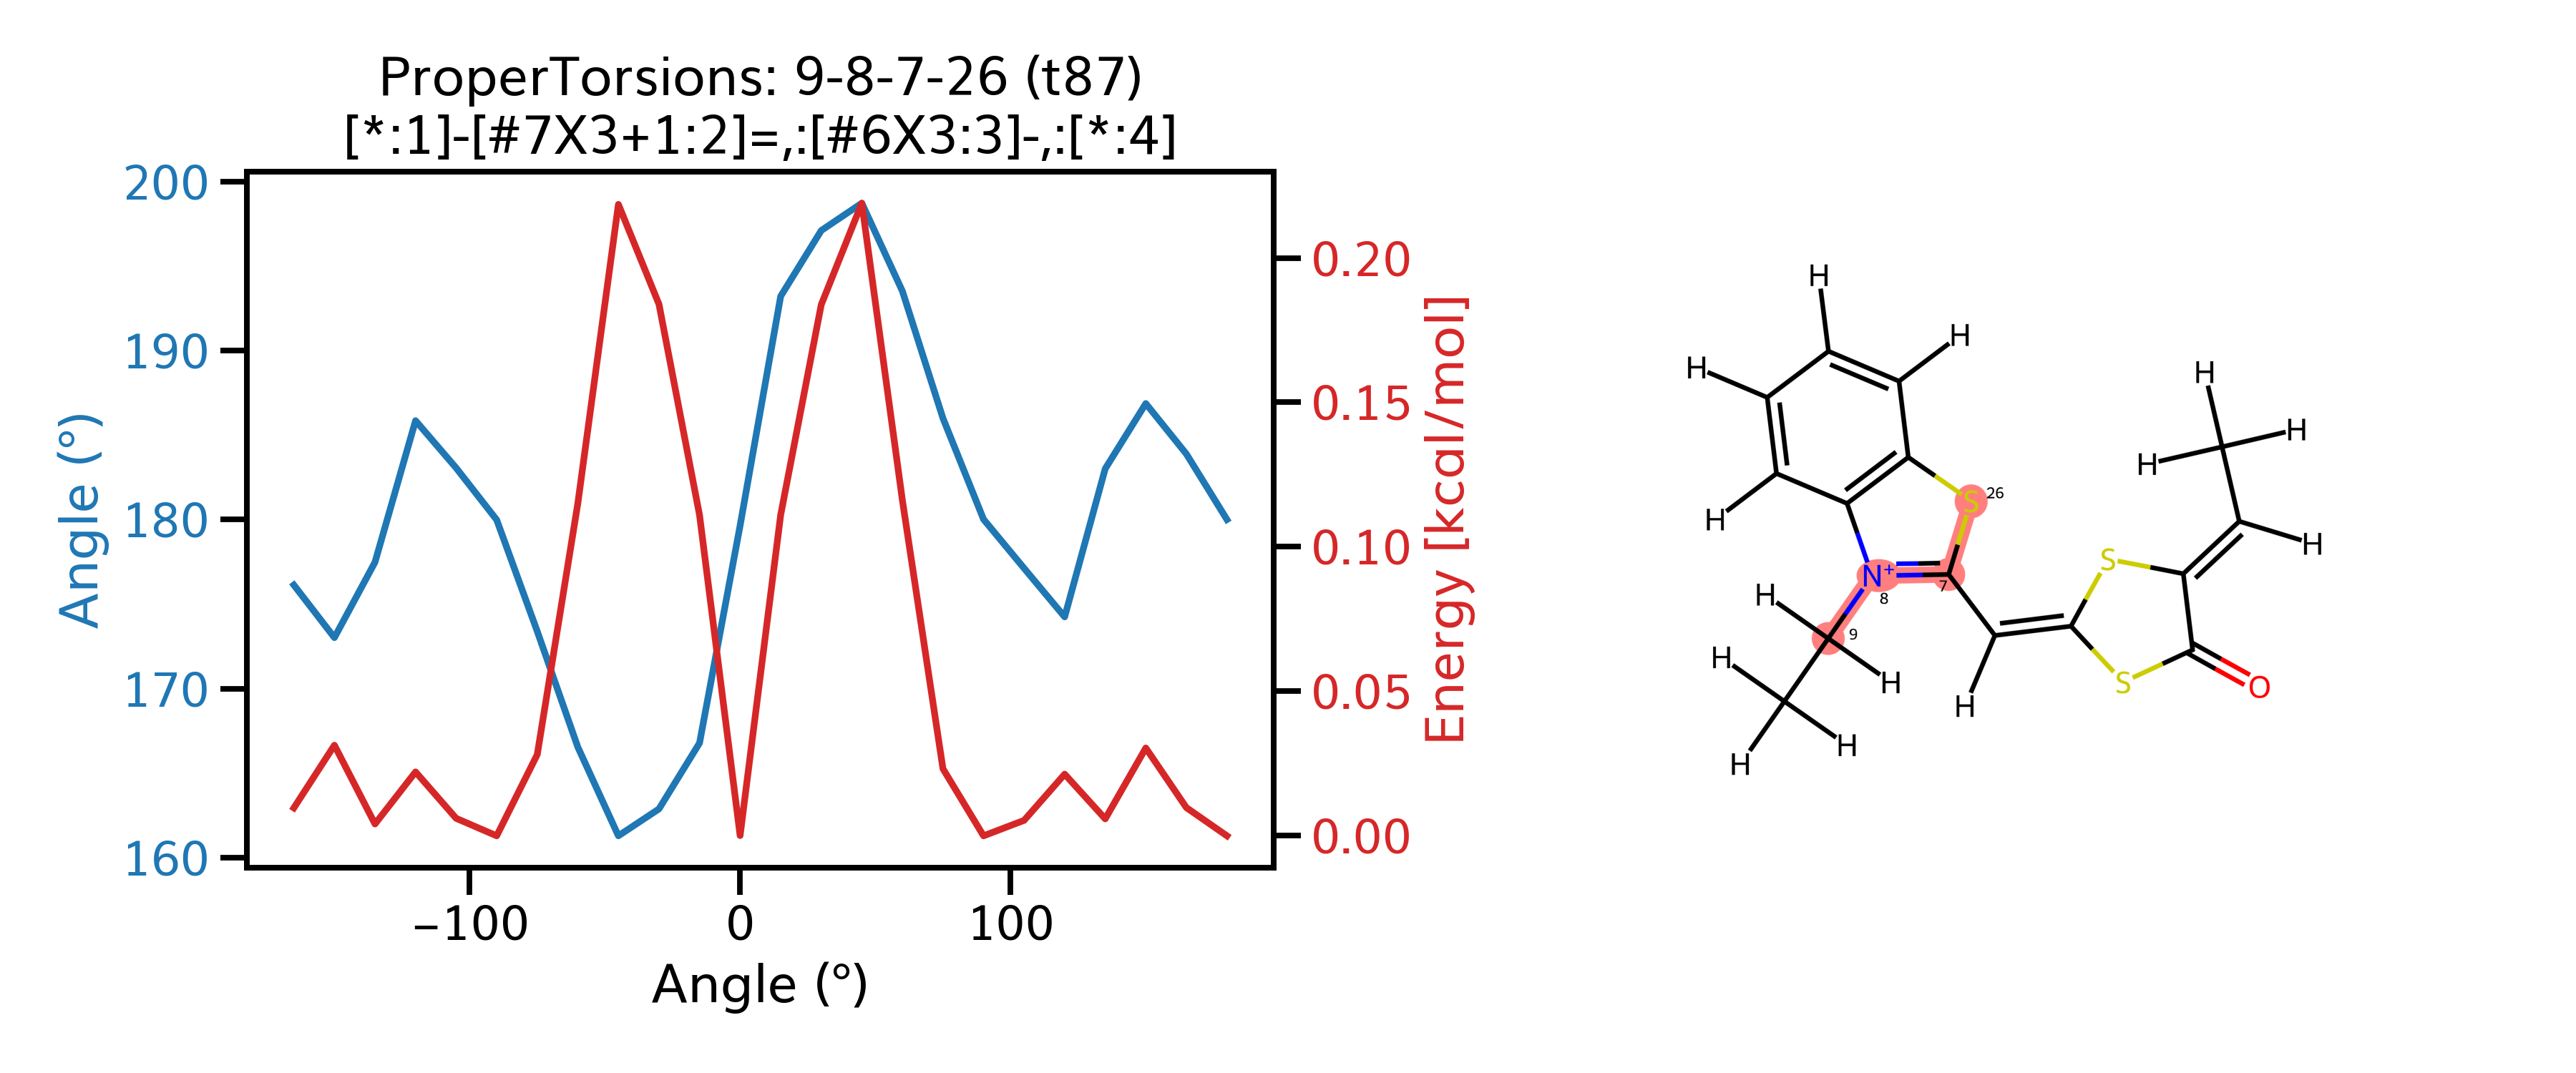 ProperTorsions: 9-8-7-26 (t87)
[*:1]-[#7X3+1:2]=,:[#6X3:3]-,:[*:4]
200
190
180
170
160
Angle (°)
0.20
0.15
0.10
0.05
0.00
Energy [kcal/mol]
−100
0
100
Angle (°)
H
H
H
H
H
H
H
S 26
H
H
S
N+
8
7
H
9
H
H
S
O
H
H
H